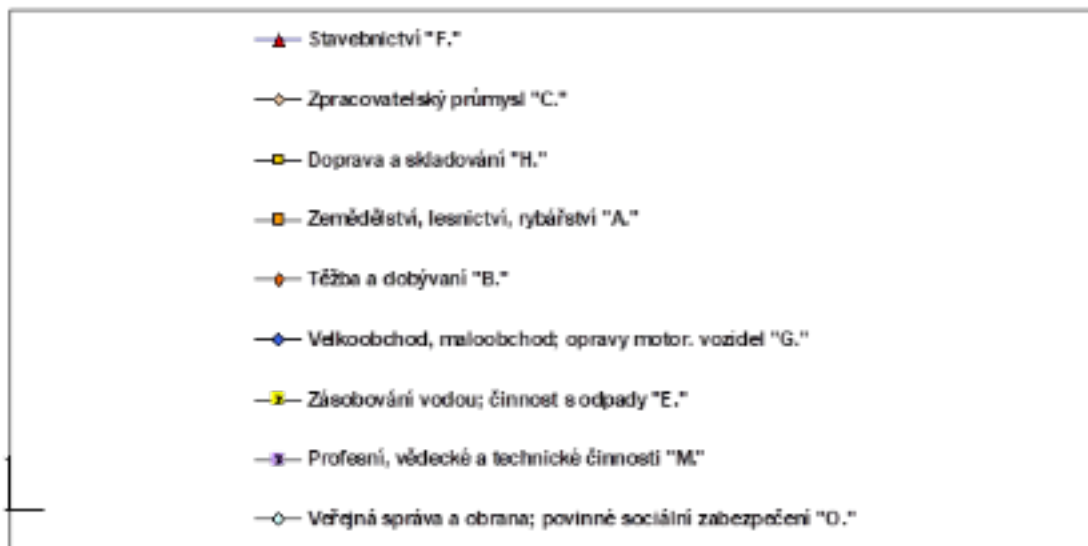 Stavebnictví "F."
Zpracovatelský průmysl "C."
Doprava a skladování "H."
Zemědělství, lesnictví, rybářství "A."
Těžba a dobývaní "B."
Velkoobchod, maloobchod; opravy motor. vozidel "G."
Zásobování vodou; činnost s odpady "E."
Profesní, vědecké a technické činnosti "M."
Veřejná správa a obrana; povinné sociální zabezpečení "O."